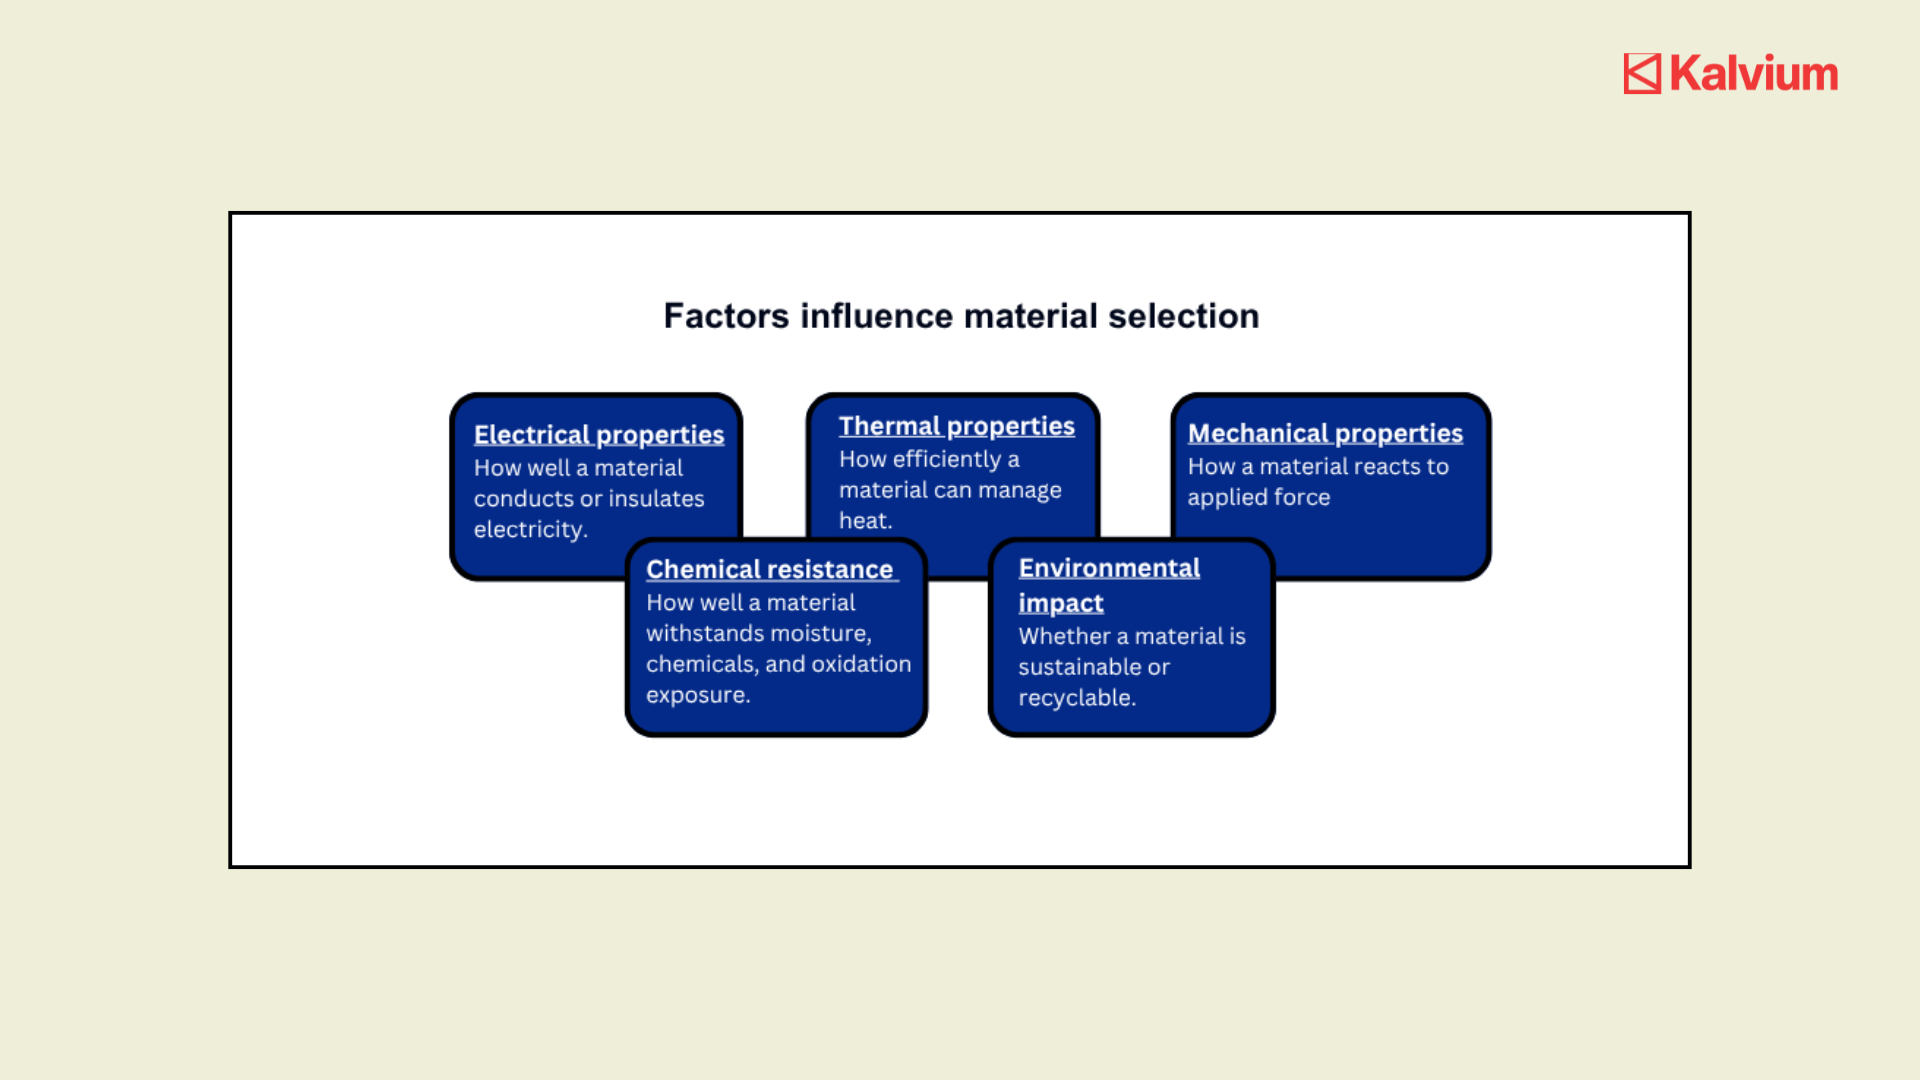 Kalvium
Factors influence material selection
Electrical properties
How well a material
conducts or insulates
electricity.
Thermal properties
How efficiently a
material can manage
heat.
Mechanical properties
How a material reacts to
applied force
Chemical resistance
How well a material
withstands moisture,
chemicals, and oxidation
exposure.
Environmental
impact
Whether a material is
sustainable or
recyclable.